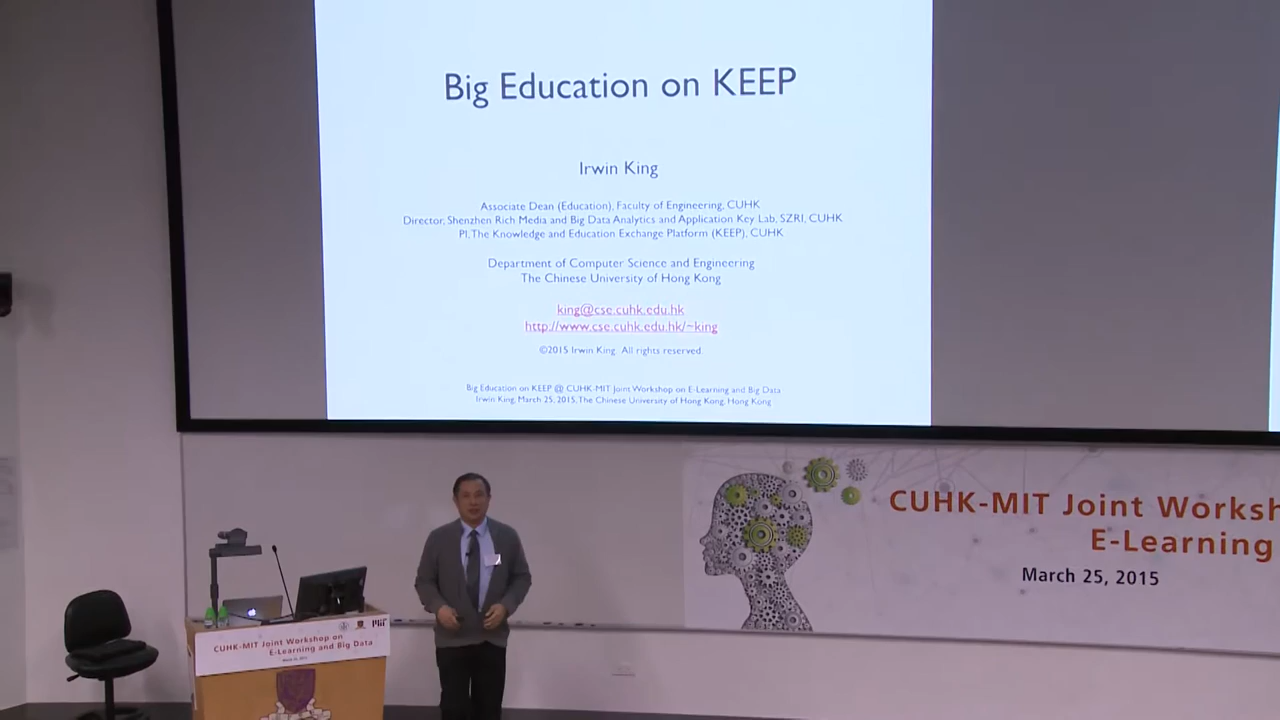 Big Education on KEEP
Irwin King
Associate Dean (Education), Faculty of Engineering, CUHK
Director, Shenzhen Rich Media and Big Data Analytics and Application Key Lab, SZRI, CUHK
PI, The Knowledge and Education Exchange Platform (KEEP), CUHK
Department of Computer Science and Engineering
The Chinese University of Hong Kong
king@cse.cuhk.edu.hk
http://www.cse.cuhk.edu.hk/~king
©2015 Irwin King. All rights reserved.
Big Education on KEEP @ CUHK-MIT Joint Workshop on E-Learning and Big Data
Irwin King, March 25, 2015, The Chinese University of Hong Kong, Hong Kong
CUHK-MIT Joint Worksh
E-Learning
March 25, 2015
MIT
CUHK-MIT Joint Workshop on
E-Learning and Big Data
March 25, 2015